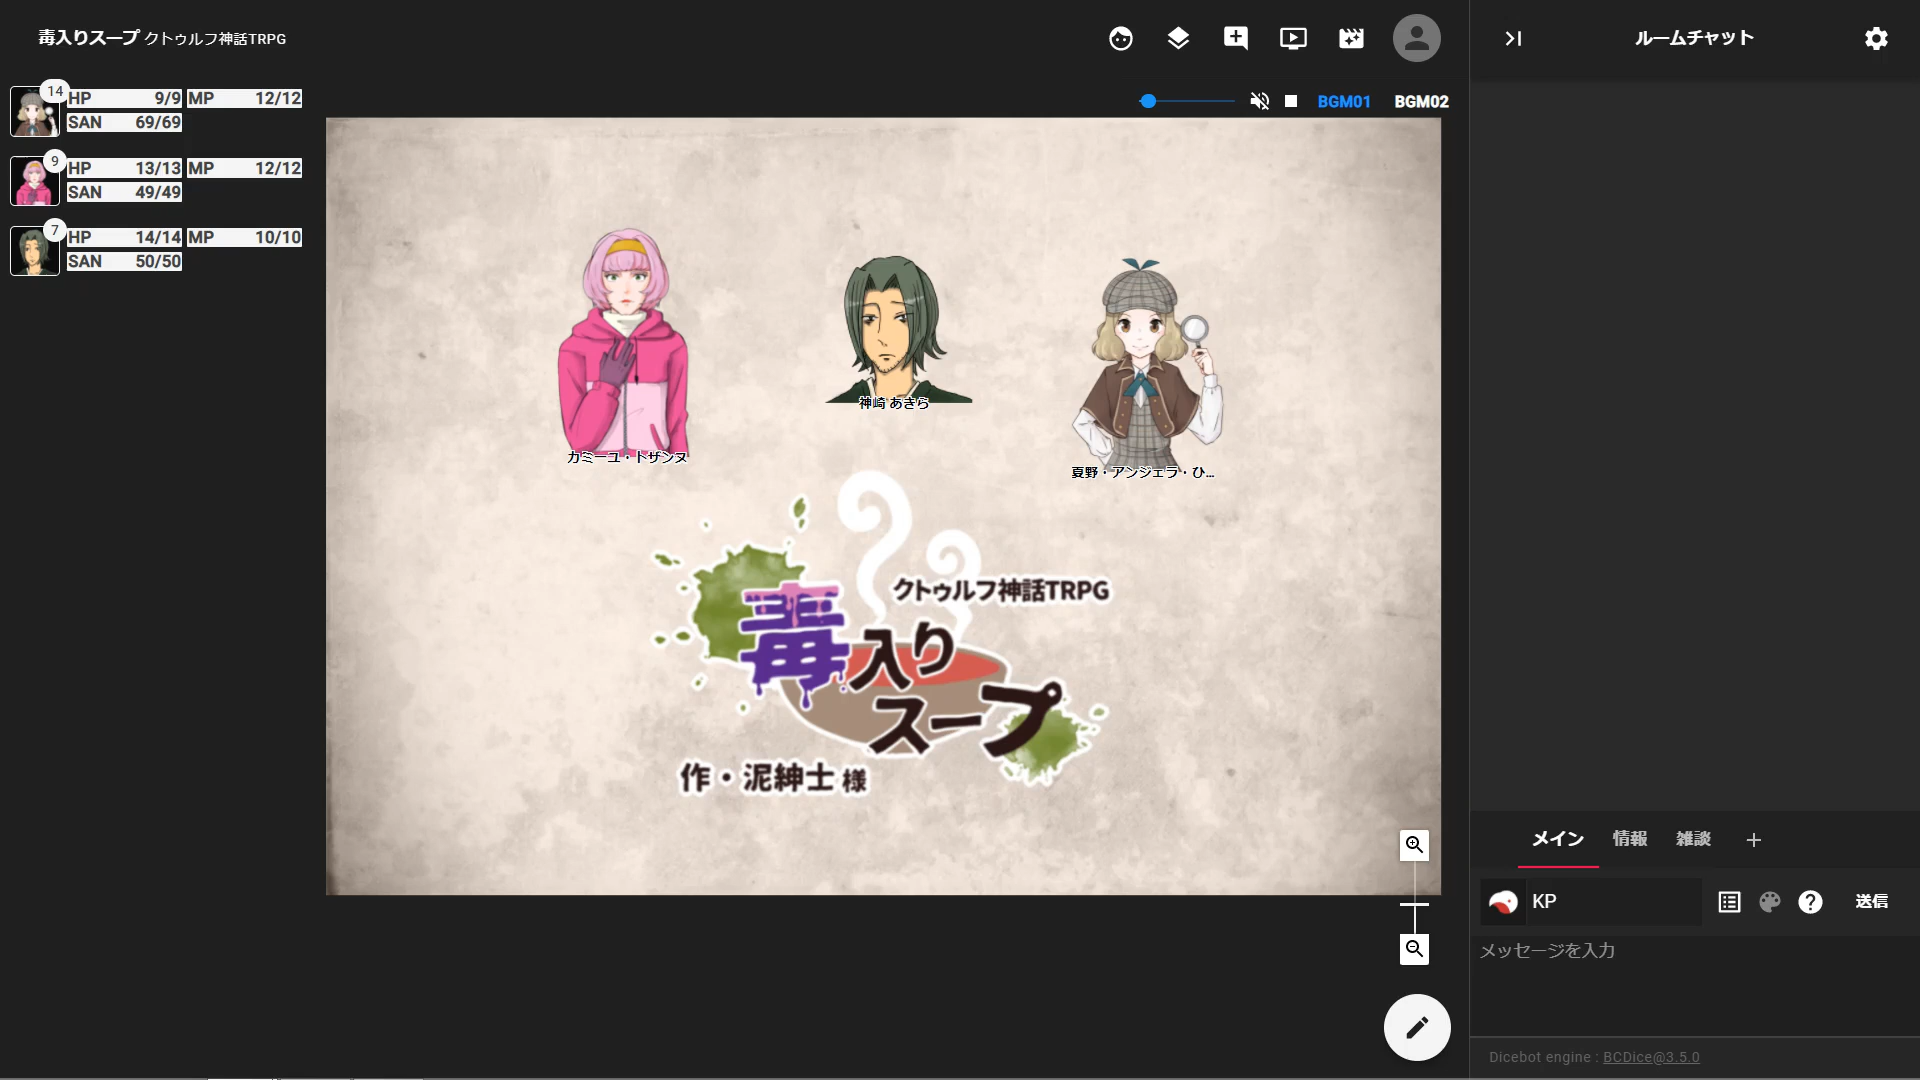 毒入りスープ クトゥルフ神話TRPG
ルームチャット
BGM01 BGM02
14
HP 9/9 MP 12/12
SAN 69/69
9
HP 13/13 MP 12/12
SAN 49/49
7
HP 14/14 MP 10/10
SAN 50/50
カミーユ・トザンヌ
神崎 あきら
夏野・アンジェラ・ひ...
クトゥルフ神話TRPG
毒入り
スープ
作・泥紳士 様
メイン 情報 雑談 +
KP
送信
メッセージを入力
Dicebot engine : BCDice@3.5.0